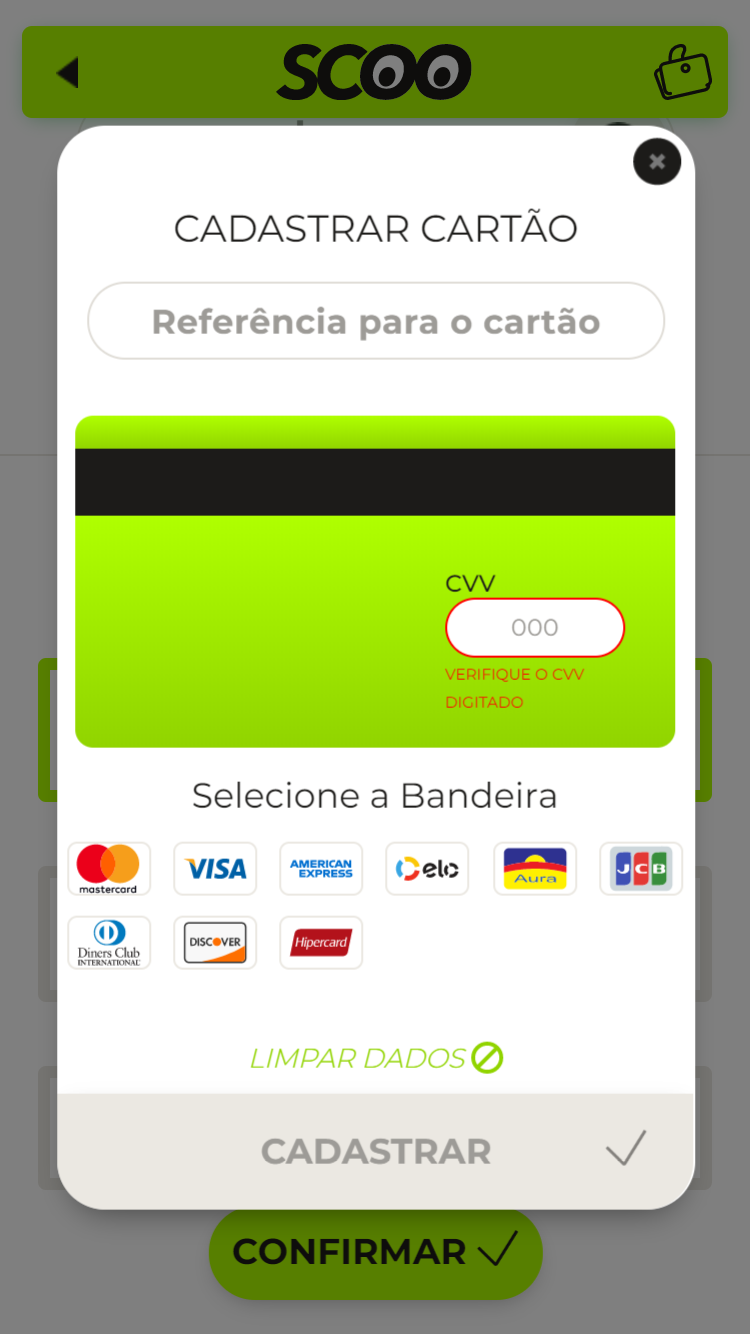 SCOO
CADASTRAR CARTÃO
Referência para o cartão
CVV
000
VERIFIQUE O CVV
DIGITADO
Selecione a Bandeira
mastercard
VISA
AMERICAN
EXPRESS
elo
Aura
JCB
Diners Club
INTERNATIONAL
DISCOVER
Hipercard
LIMPAR DADOS
CADASTRAR
CONFIRMAR